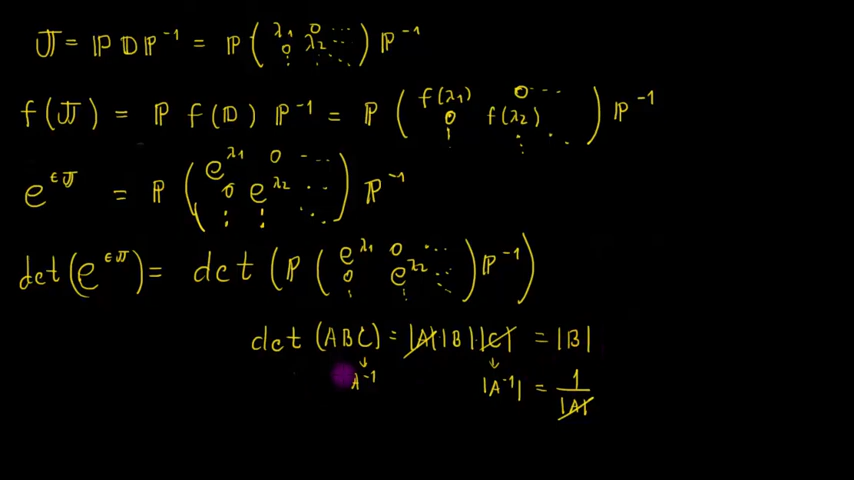 𝕁 = ℙ 𝔻 ℙ⁻¹ = ℙ ( λ1 0 ⋯ 0 λ2 ⋯ ⋮ ⋱ ) ℙ⁻¹
f(𝕁) = ℙ f(𝔻) ℙ⁻¹ = ℙ ( f(λ1) 0 ⋯ 0 f(λ2) ⋮ ⋮ ⋱ ) ℙ⁻¹
e^{ϵ𝕁} = ℙ ( e^{λ1} 0 ⋯ 0 e^{λ2} ⋯ ⋮ ⋮ ⋱ ) ℙ⁻¹
det(e^{ϵ𝕁}) = det (ℙ ( e^{λ1} 0 ⋯ 0 e^{λ2} ⋯ ⋮ ⋮ ⋱ ) ℙ⁻¹)
det (ABC) = |A||B|·|C| = |B|
↓ A⁻¹ ↓ |A⁻¹| = 1/|A|